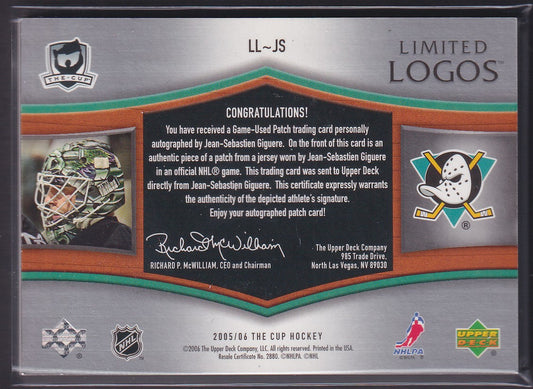 THE·CUP
LL~JS
LIMITED
LOGOS™
CONGRATULATIONS!
You have received a Game-Used Patch trading card personally
autographed by Jean-Sebastien Giguere. On the front of this card is an
authentic piece of a patch from a jersey worn by Jean-Sebastien Giguere
in an official NHL® game. This trading card was sent to Upper Deck
directly from Jean-Sebastien Giguere. This certificate expressly warrants
the authenticity of the depicted athlete's signature.
Enjoy your autographed patch card!
®
Richard P. McWilliam
RICHARD P. McWILLIAM, CEO and Chairman
The Upper Deck Company
985 Trade Drive,
North Las Vegas, NV 89030
2005/06 THE CUP HOCKEY
NHL
©2006 The Upper Deck Company, LLC. All rights reserved. Printed in the USA.
Resale Certificate No. 2880. ©NHLPA. ©NHL
NHLPA
UPPER
DECK